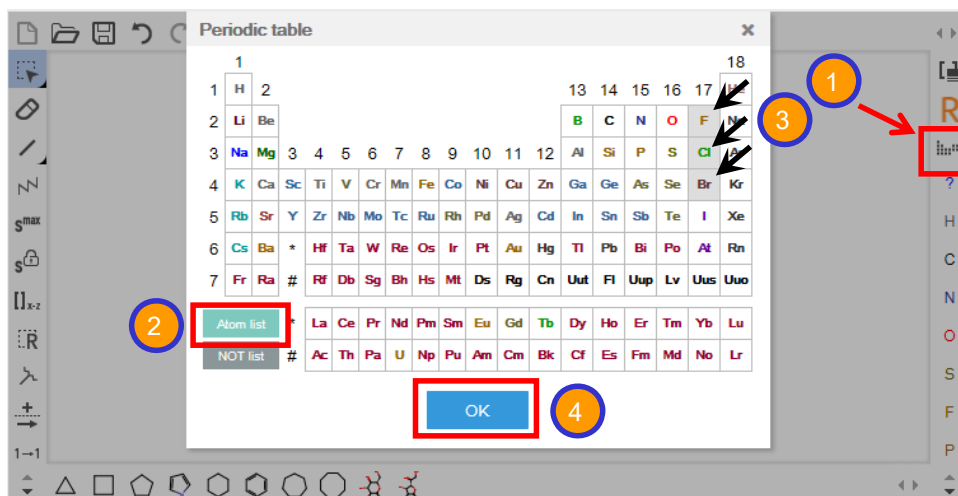 Periodic table ×
1 18
1 H 2 13 14 15 16 17 He
2 Li Be B C N O F Ne
3 Na Mg 3 4 5 6 7 8 9 10 11 12 Al Si P S Cl Ar
4 K Ca Sc Ti V Cr Mn Fe Co Ni Cu Zn Ga Ge As Se Br Kr
5 Rb Sr Y Zr Nb Mo Tc Ru Rh Pd Ag Cd In Sn Sb Te I Xe
6 Cs Ba * Hf Ta W Re Os Ir Pt Au Hg Tl Pb Bi Po At Rn
7 Fr Ra # Rf Db Sg Bh Hs Mt Ds Rg Cn Uut Fl Uup Lv Uus Uuo
Atom list * La Ce Pr Nd Pm Sm Eu Gd Tb Dy Ho Er Tm Yb Lu
NOT list # Ac Th Pa U Np Pu Am Cm Bk Cf Es Fm Md No Lr
OK
1
2
3
4
smax
s
[]x-z
R
1→1
R
?
H
C
N
O
S
F
P